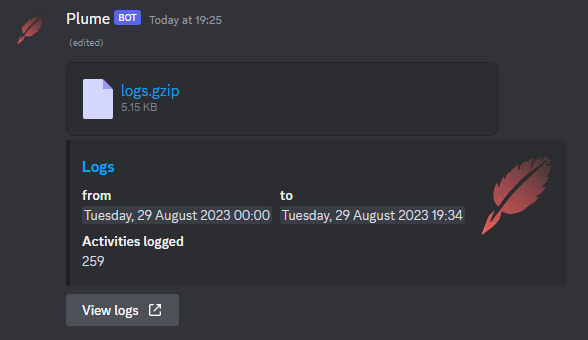 Plume BOT Today at 19:25
(edited)
logs.gzip
5.15 KB
Logs
from to
Tuesday, 29 August 2023 00:00 Tuesday, 29 August 2023 19:34
Activities logged
259
View logs